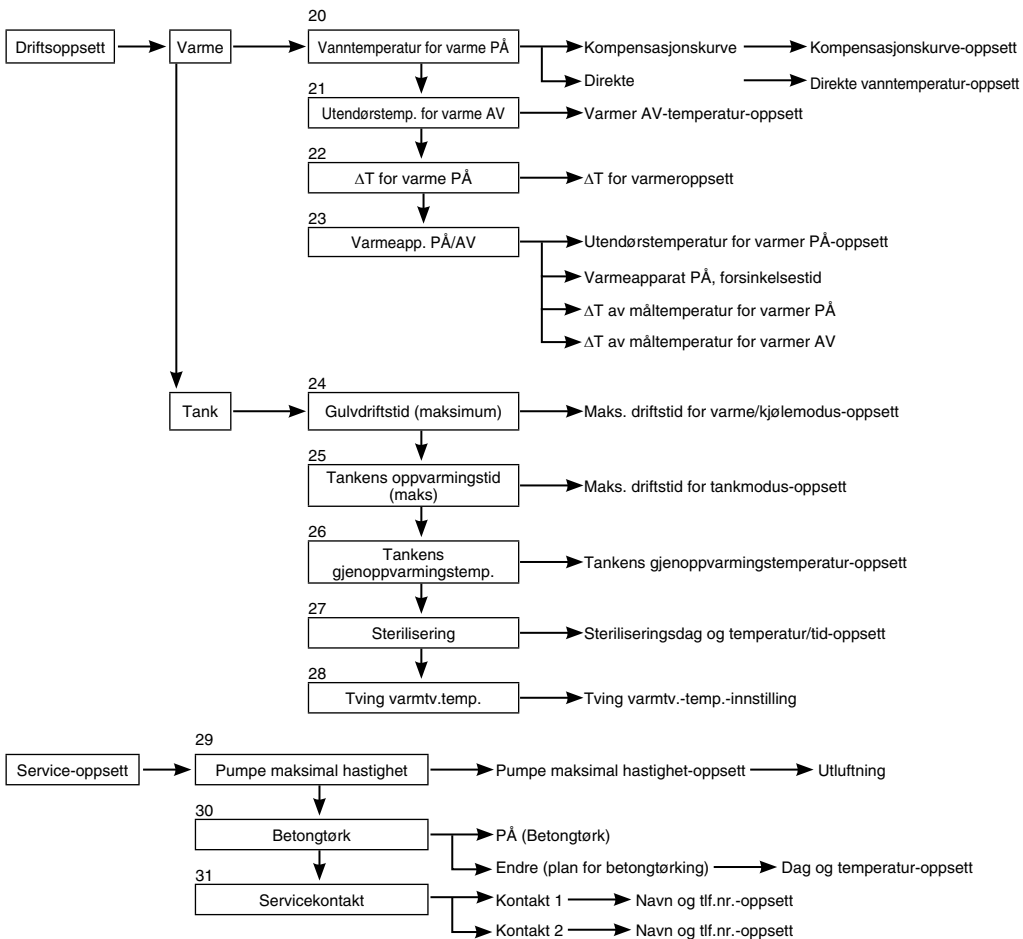 20
Driftsoppsett
Varme
Vanntemperatur for varme PÅ
Kompensasjonskurve
Kompensasjonskurve-oppsett
Direkte
Direkte vanntemperatur-oppsett
21
Utendørstemp. for varme AV
Varmer AV-temperatur-oppsett
22
∆T for varme PÅ
∆T for varmeroppsett
23
Varmeapp. PÅ/AV
Utendørstemperatur for varmer PÅ-oppsett
Varmeapparat PÅ, forsinkelsestid
∆T av måltemperatur for varmer PÅ
∆T av måltemperatur for varmer AV
24
Tank
Gulvdriftstid (maksimum)
Maks. driftstid for varme/kjølemodus-oppsett
25
Tankens oppvarmingstid
(maks)
Maks. driftstid for tankmodus-oppsett
26
Tankens
gjenoppvarmingstemp.
Tankens gjenoppvarmingstemperatur-oppsett
27
Sterilisering
Steriliseringsdag og temperatur/tid-oppsett
28
Tving varmtv.temp.
Tving varmtv.-temp.-innstilling
29
Service-oppsett
Pumpe maksimal hastighet
Pumpe maksimal hastighet-oppsett
Utluftning
30
Betongtørk
PÅ (Betongtørk)
Endre (plan for betongtørking)
Dag og temperatur-oppsett
31
Servicekontakt
Kontakt 1
Navn og tlf.nr.-oppsett
Kontakt 2
Navn og tlf.nr.-oppsett